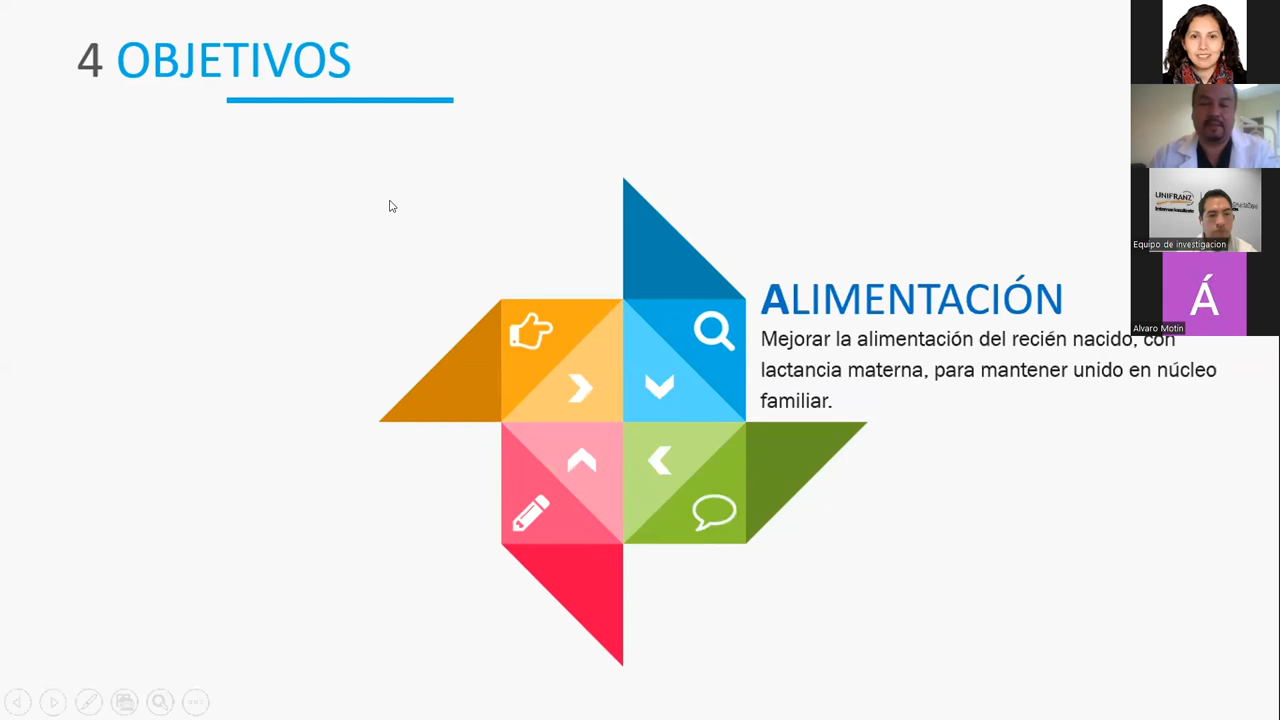 4 OBJETIVOS
ALIMENTACIÓN
Mejorar la alimentación del recién nacido, con
lactancia materna, para mantener unido en núcleo
familiar.
UNIFRANZ
Equipo de investigacion
Á
Alvaro Motin